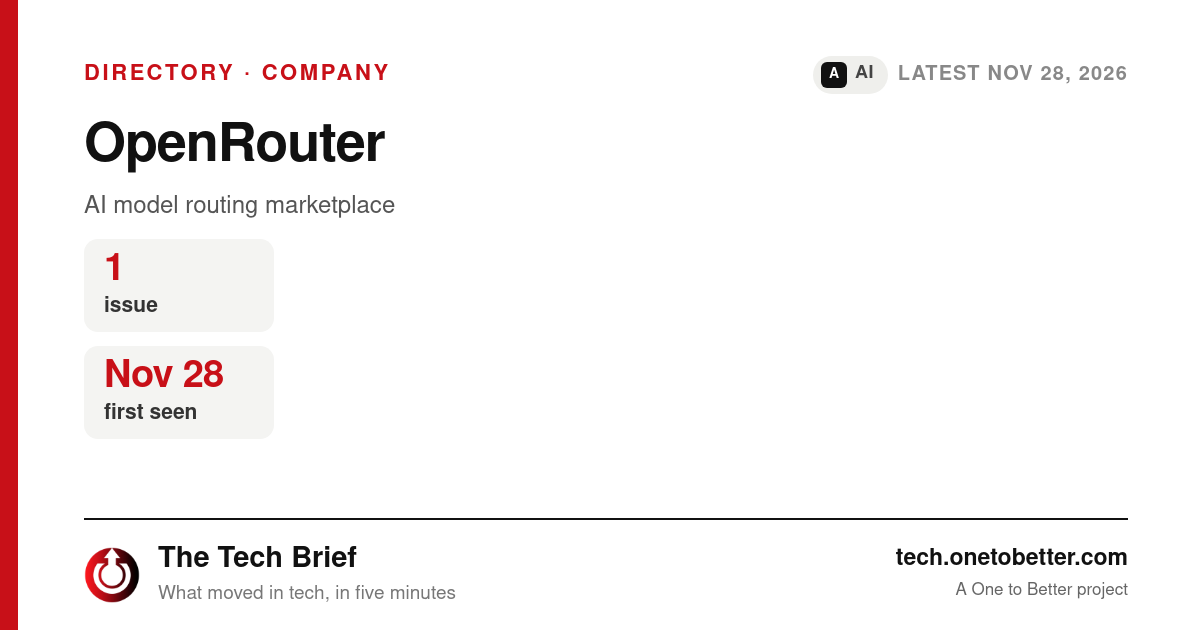 DIRECTORY · COMPANY
A AI LATEST NOV 28, 2026
OpenRouter
AI model routing marketplace
1
issue
Nov 28
first seen
The Tech Brief
What moved in tech, in five minutes
tech.onetobetter.com
A One to Better project